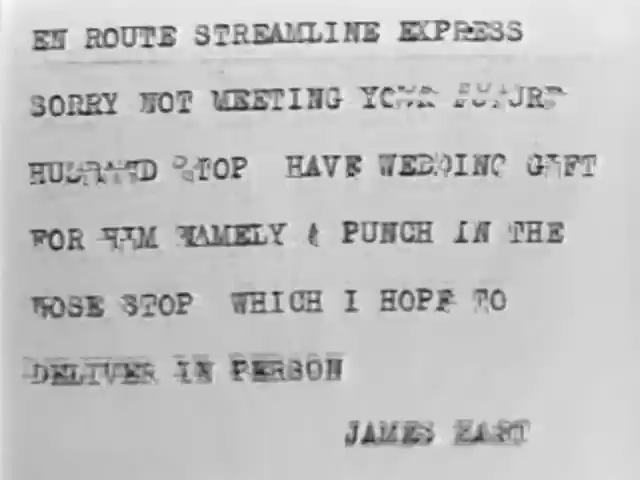 EN ROUTE STREAMLINE EXPRESS
SORRY NOT MEETING YOUR FUTURE
HUSBAND STOP HAVE WEDDING GIFT
FOR HIM NAMELY A PUNCH IN THE
NOSE STOP WHICH I HOPE TO
DELIVER IN PERSON
JAMES HART